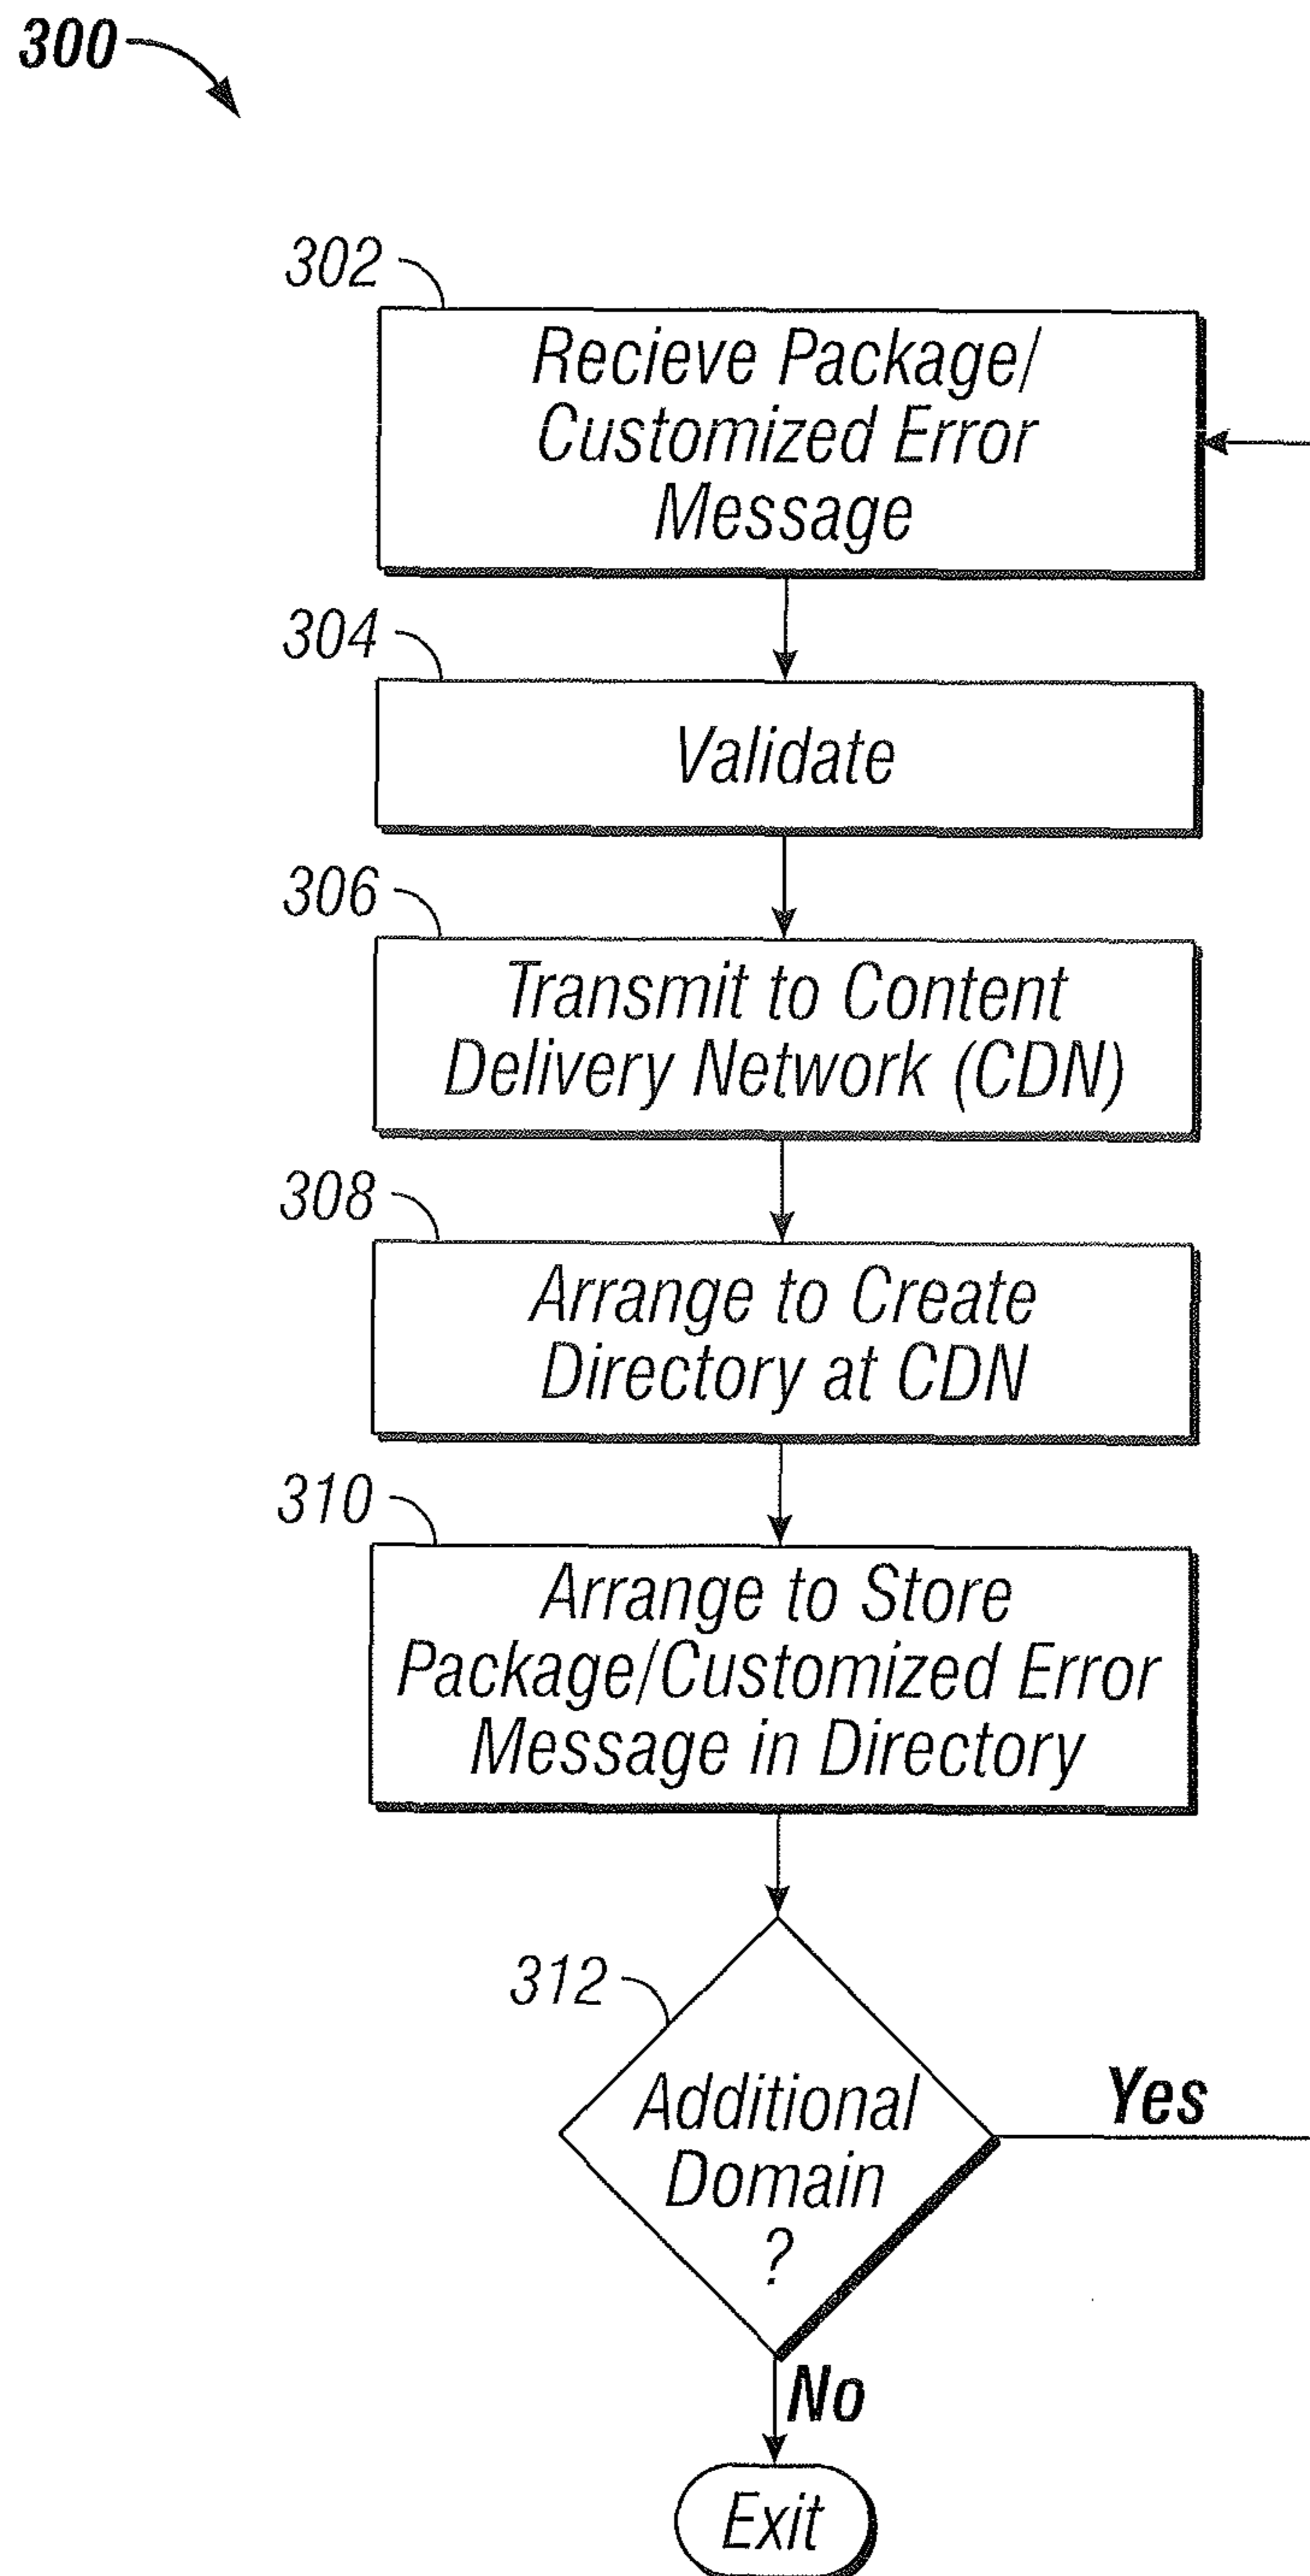 300
302
Recieve Package/
Customized Error
Message
304
Validate
306
Transmit to Content
Delivery Network (CDN)
308
Arrange to Create
Directory at CDN
310
Arrange to Store
Package/Customized Error
Message in Directory
312
Additional
Domain
?
Yes
No
Exit